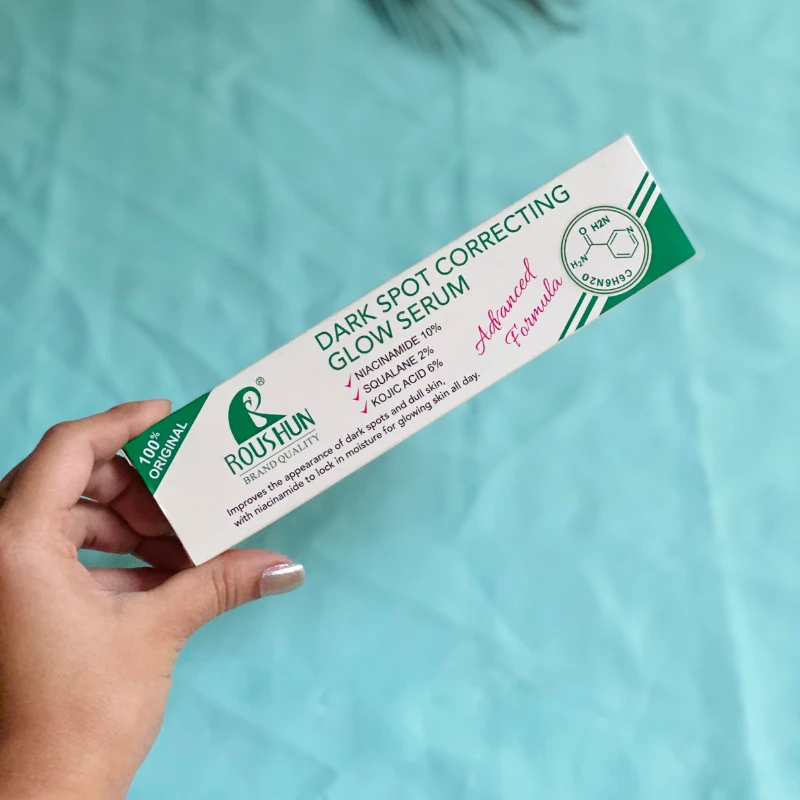 100%
ORIGINAL
®
ROUSHUN
BRAND QUALITY
DARK SPOT CORRECTING
GLOW SERUM
✓ NIACINAMIDE 10%
✓ SQUALANE 2%
✓ KOJIC ACID 6%
Advanced
Formula
Improves the appearance of dark spots and dull skin,
with niacinamide to lock in moisture for glowing skin all day.
H2N
O
N
H₂N
C6H6N2O